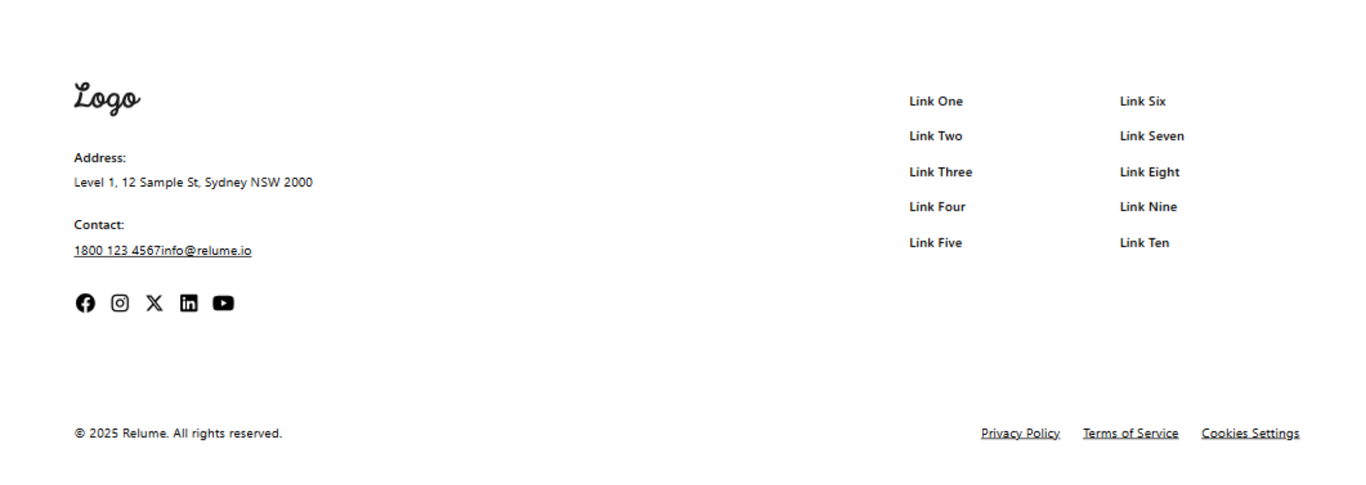 Logo
Address:
Level 1, 12 Sample St, Sydney NSW 2000
Contact:
1800 123 4567info@relume.io
Link One
Link Two
Link Three
Link Four
Link Five
Link Six
Link Seven
Link Eight
Link Nine
Link Ten
© 2025 Relume. All rights reserved.
Privacy Policy
Terms of Service
Cookies Settings